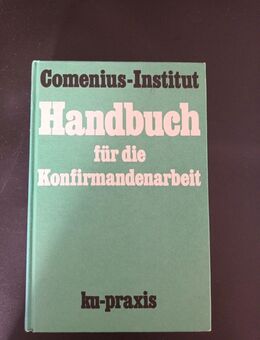 Comenius-Institut
Handbuch
für die
Konfirmandenarbeit
ku-praxis